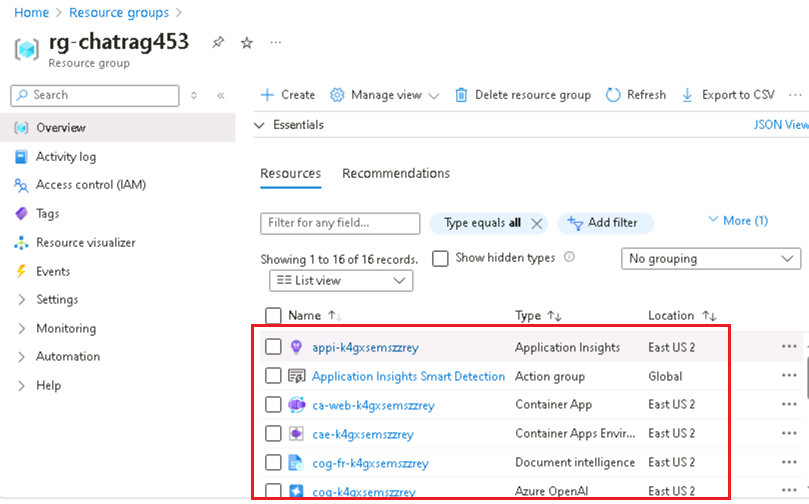 Home > Resource groups >
rg-chatrag453
Resource group
Search
Overview
Activity log
Access control (IAM)
Tags
Resource visualizer
Events
Settings
Monitoring
Automation
Help
Create Manage view Delete resource group Refresh Export to CSV
Essentials JSON View
Resources Recommendations
Filter for any field... Type equals all Add filter More (1)
Showing 1 to 16 of 16 records. Show hidden types No grouping
List view
Name Type Location
appi-k4gxsemszzrey Application Insights East US 2
Application Insights Smart Detection Action group Global
ca-web-k4gxsemszzrey Container App East US 2
cae-k4gxsemszzrey Container Apps Envir... East US 2
cog-fr-k4gxsemszzrey Document intelligence East US 2
cog-k4gxsemszzrey Azure OpenAI East US 2